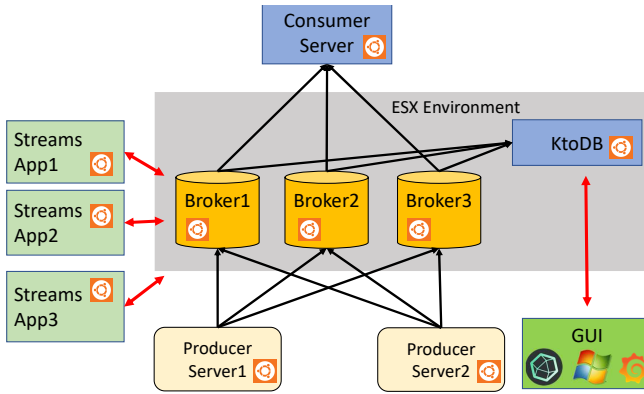 Consumer
Server
ESX Environment
Streams
App1
KtoDB
Streams
App2
Broker1
Broker2
Broker3
Streams
App3
Producer
Server1
Producer
Server2
GUI